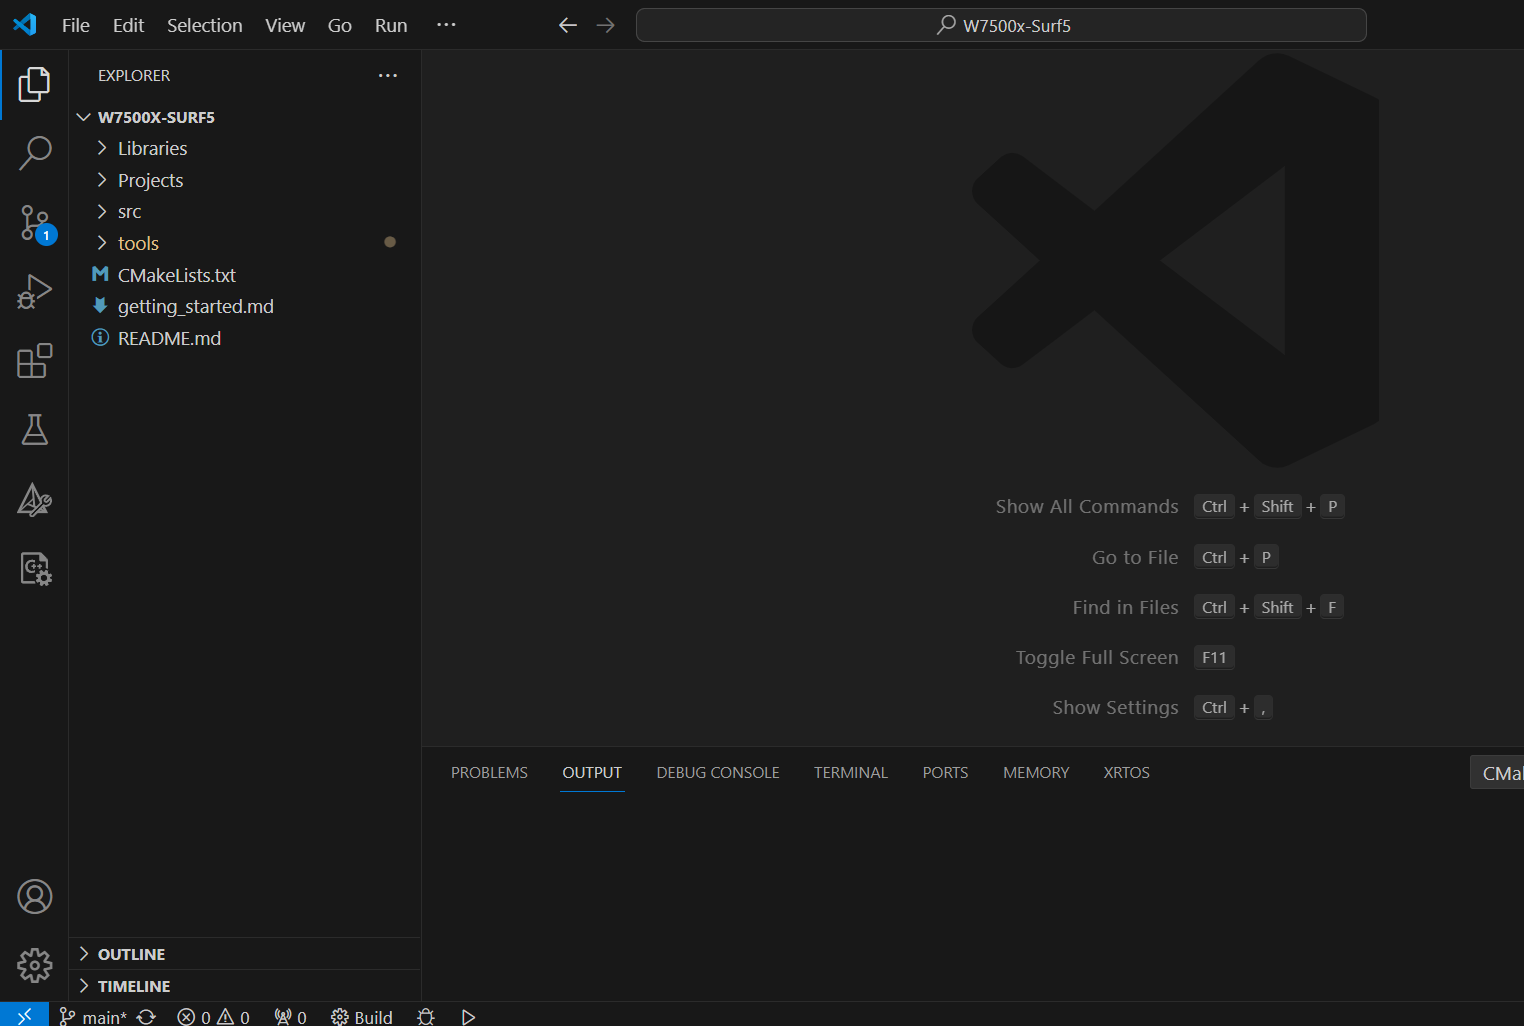 File Edit Selection View Go Run ···
W7500x-Surf5
EXPLORER
W7500X-SURF5
Libraries
Projects
src
tools
CMakeLists.txt
getting_started.md
README.md
OUTLINE
TIMELINE
Show All Commands Ctrl + Shift + P
Go to File Ctrl + P
Find in Files Ctrl + Shift + F
Toggle Full Screen F11
Show Settings Ctrl + ,
PROBLEMS OUTPUT DEBUG CONSOLE TERMINAL PORTS MEMORY XRTOS
CMa
1
main* 0 0 0 Build